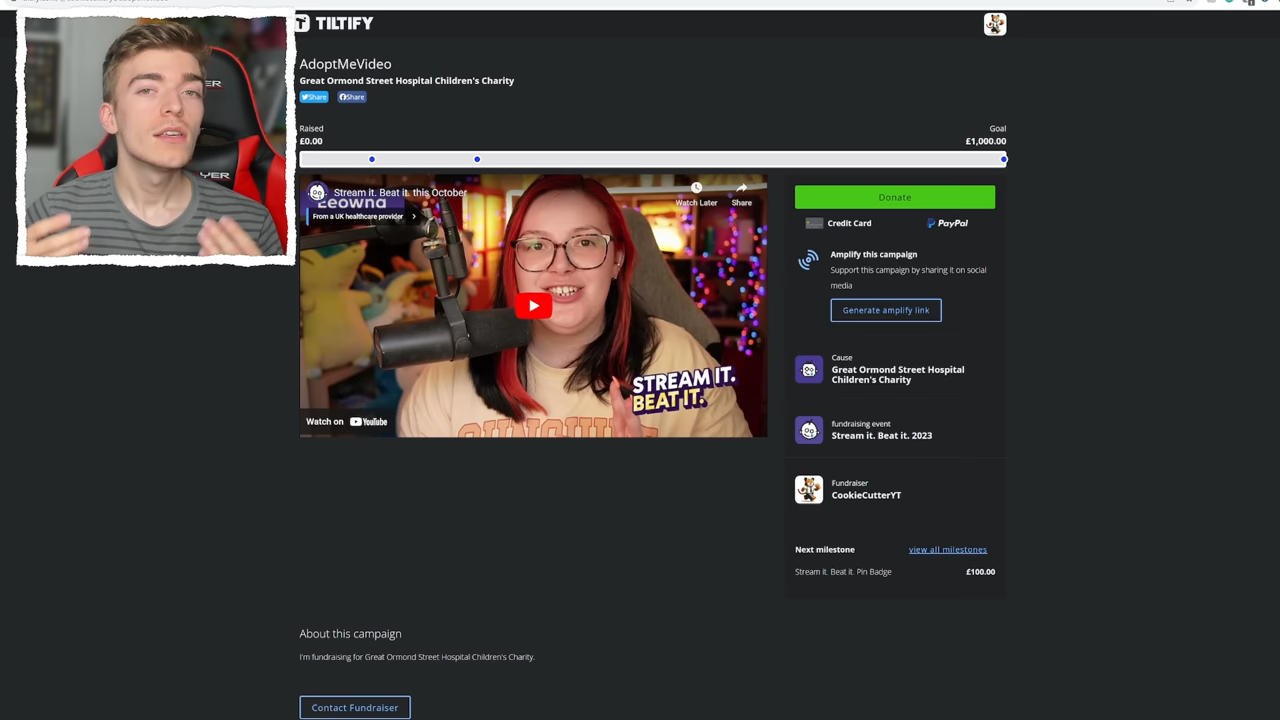 TILTIFY
AdoptMeVideo
Great Ormond Street Hospital Children's Charity
Share
Share
Raised
£0.00
Goal
£1,000.00
Stream it. Beat it. this October
Leowna
From a UK healthcare provider
Watch Later
Share
STREAM IT.
BEAT IT.
Watch on YouTube
Donate
Credit Card
PayPal
Amplify this campaign
Support this campaign by sharing it on social
media
Generate amplify link
Cause
Great Ormond Street Hospital
Children's Charity
fundraising event
Stream it. Beat it. 2023
Fundraiser
CookieCutterYT
Next milestone
view all milestones
Stream it. Beat it. Pin Badge
£100.00
About this campaign
I'm fundraising for Great Ormond Street Hospital Children's Charity.
Contact Fundraiser